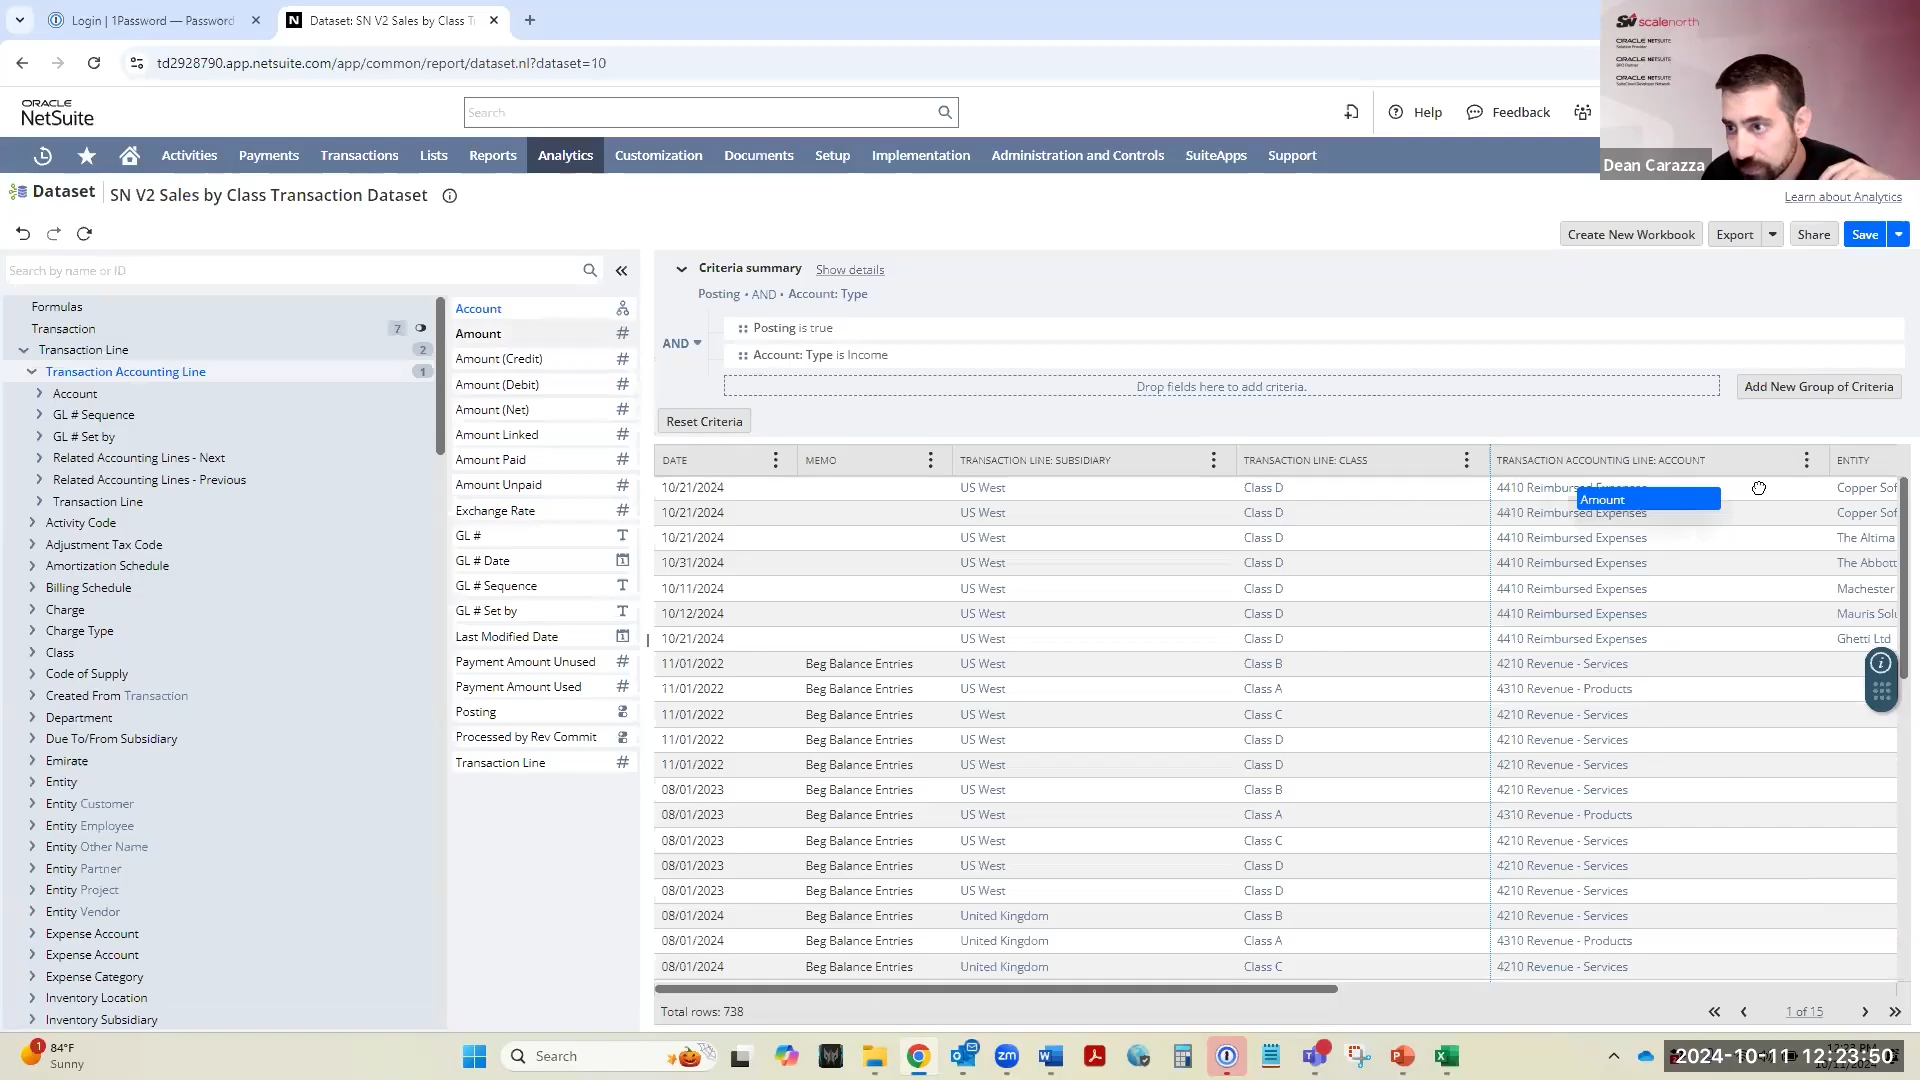 Login | 1Password — Password
Dataset: SN V2 Sales by Class T
td2928790.app.netsuite.com/app/common/report/dataset.nl?dataset=10
SN scalenorth
ORACLE NETSUITE
Solution Provider
ORACLE NETSUITE
BPO Partner
ORACLE NETSUITE
SuiteCloud Developer Network
Dean Carazza
ORACLE
NETSUITE
Search
Help
Feedback
Activities
Payments
Transactions
Lists
Reports
Analytics
Customization
Documents
Setup
Implementation
Administration and Controls
SuiteApps
Support
Dataset
SN V2 Sales by Class Transaction Dataset
Learn about Analytics
Create New Workbook
Export
Share
Save
Search by name or ID
Formulas
Transaction 7
Transaction Line 2
Transaction Accounting Line 1
Account
GL # Sequence
GL # Set by
Related Accounting Lines - Next
Related Accounting Lines - Previous
Transaction Line
Activity Code
Adjustment Tax Code
Amortization Schedule
Billing Schedule
Charge
Charge Type
Class
Code of Supply
Created From Transaction
Department
Due To/From Subsidiary
Emirate
Entity
Entity Customer
Entity Employee
Entity Other Name
Entity Partner
Entity Project
Entity Vendor
Expense Account
Expense Account
Expense Category
Inventory Location
Inventory Subsidiary
Account
Amount #
Amount (Credit) #
Amount (Debit) #
Amount (Net) #
Amount Linked #
Amount Paid #
Amount Unpaid #
Exchange Rate #
GL # T
GL # Date
GL # Sequence T
GL # Set by T
Last Modified Date
Payment Amount Unused #
Payment Amount Used #
Posting
Processed by Rev Commit
Transaction Line #
Criteria summary Show details
Posting • AND • Account: Type
AND
Posting is true
Account: Type is Income
Drop fields here to add criteria.
Add New Group of Criteria
Reset Criteria
DATE MEMO TRANSACTION LINE: SUBSIDIARY TRANSACTION LINE: CLASS TRANSACTION ACCOUNTING LINE: ACCOUNT ENTITY
10/21/2024 US West Class D 4410 Reimbursed Expenses Copper Sof
Amount
10/21/2024 US West Class D 4410 Reimbursed Expenses Copper Sof
10/21/2024 US West Class D 4410 Reimbursed Expenses The Altima
10/31/2024 US West Class D 4410 Reimbursed Expenses The Abbott
10/11/2024 US West Class D 4410 Reimbursed Expenses Machester
10/12/2024 US West Class D 4410 Reimbursed Expenses Mauris Solu
10/21/2024 US West Class D 4410 Reimbursed Expenses Ghetti Ltd
11/01/2022 Beg Balance Entries US West Class B 4210 Revenue - Services
11/01/2022 Beg Balance Entries US West Class A 4310 Revenue - Products
11/01/2022 Beg Balance Entries US West Class C 4210 Revenue - Services
11/01/2022 Beg Balance Entries US West Class D 4210 Revenue - Services
11/01/2022 Beg Balance Entries US West Class D 4210 Revenue - Services
08/01/2023 Beg Balance Entries US West Class B 4210 Revenue - Services
08/01/2023 Beg Balance Entries US West Class A 4310 Revenue - Products
08/01/2023 Beg Balance Entries US West Class C 4210 Revenue - Services
08/01/2023 Beg Balance Entries US West Class D 4210 Revenue - Services
08/01/2023 Beg Balance Entries US West Class D 4210 Revenue - Services
08/01/2024 Beg Balance Entries United Kingdom Class B 4210 Revenue - Services
08/01/2024 Beg Balance Entries United Kingdom Class A 4310 Revenue - Products
08/01/2024 Beg Balance Entries United Kingdom Class C 4210 Revenue - Services
Total rows: 738
1 of 15
1
84°F
Sunny
Search
2024-10-11 12:23:50